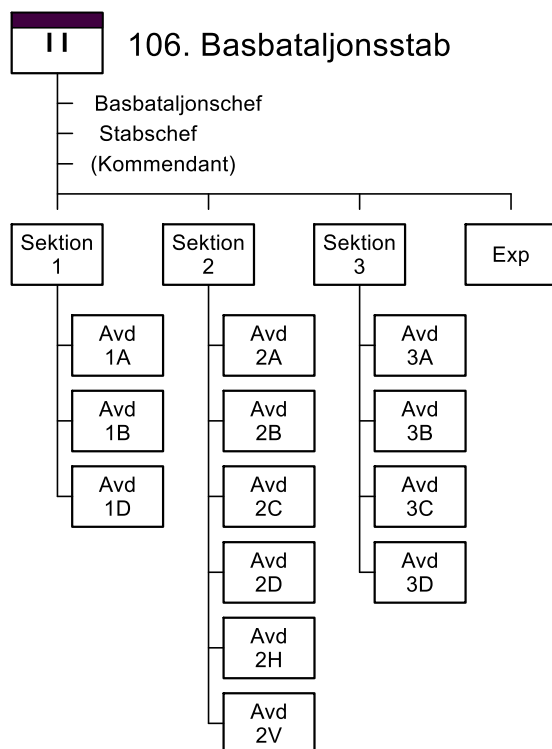 II
106. Basbataljonsstab
Basbataljonschef
Stabschef
(Kommendant)
Sektion
1
Sektion
2
Sektion
3
Exp
Avd
1A
Avd
1B
Avd
1D
Avd
2A
Avd
2B
Avd
2C
Avd
2D
Avd
2H
Avd
2V
Avd
3A
Avd
3B
Avd
3C
Avd
3D